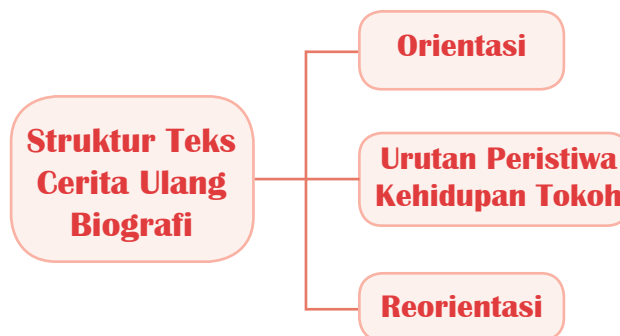 Struktur Teks
Cerita Ulang
Biografi
Orientasi
Urutan Peristiwa
Kehidupan Tokoh
Reorientasi